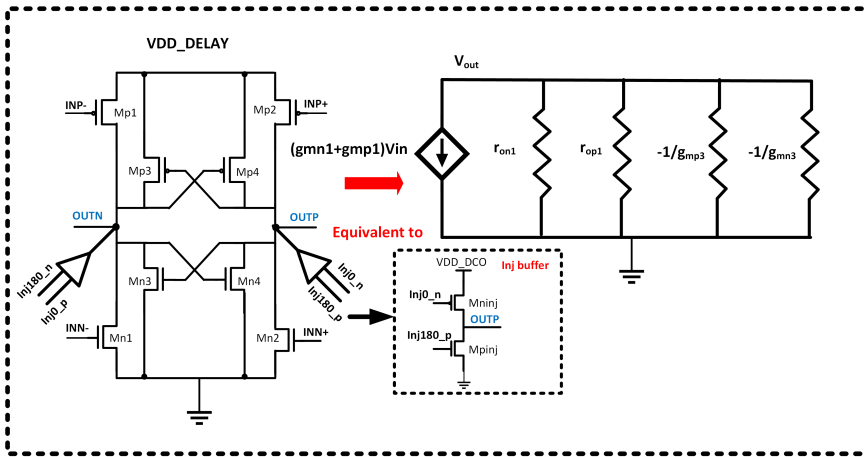 VDD_DELAY
INP-
Mp1
Mp2
INP+
Mp3
Mp4
OUTN
OUTP
Inj180_n
Inj0_p
Inj0_n
Inj180_p
Mn3
Mn4
INN-
Mn1
Mn2
INN+
(gmn1+gmp1)Vin
Equivalent to
Vout
ron1
rop1
-1/gmp3
-1/gmn3
VDD_DCO
Inj buffer
Inj0_n
Mninj
OUTP
Inj180_p
Mpinj